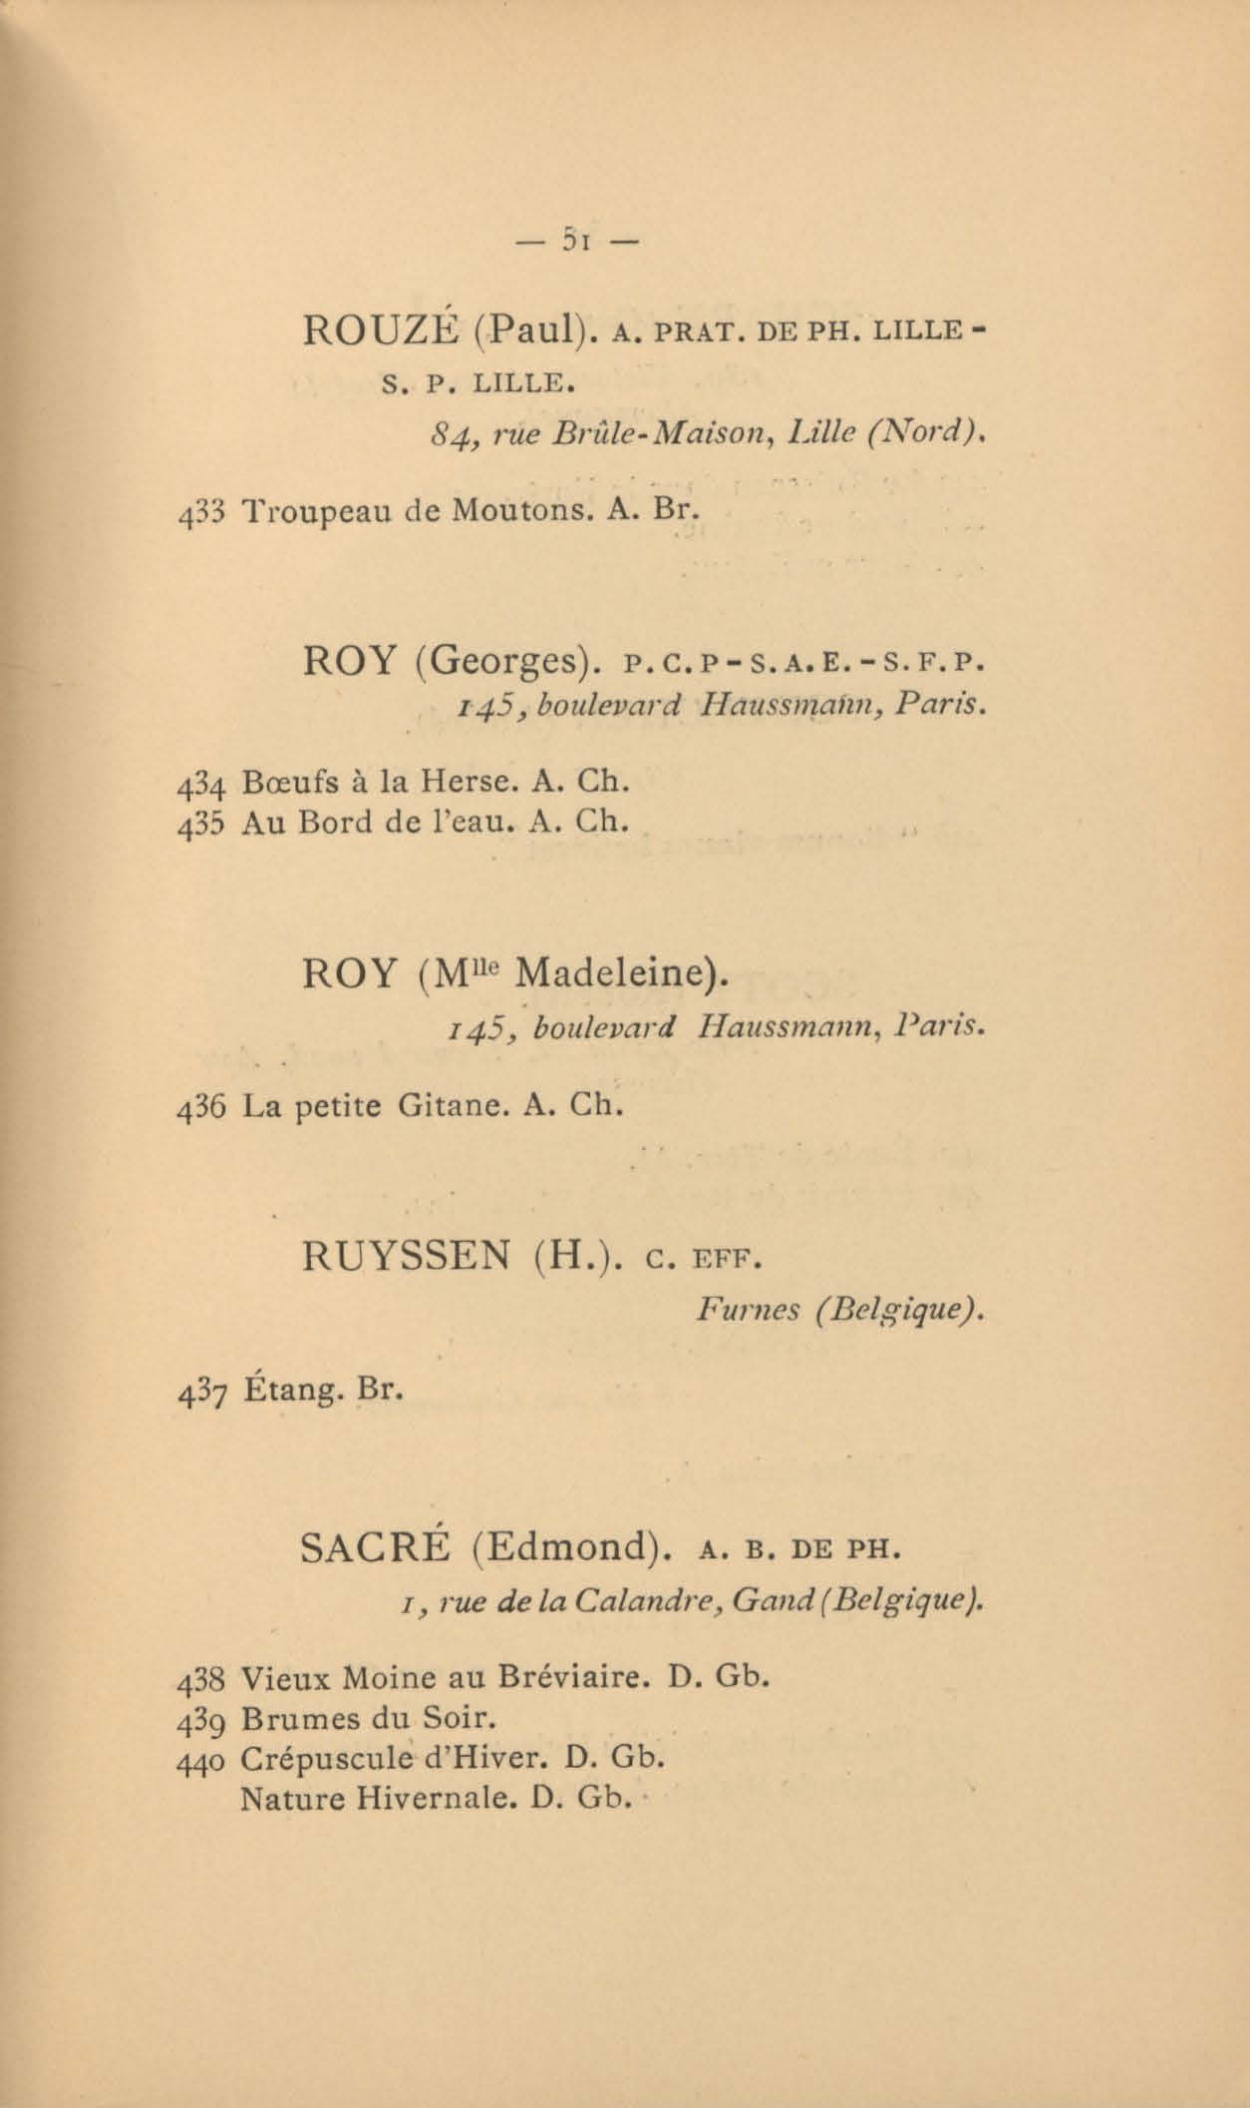 — 51 —
ROUZÉ (Paul). A. PRAT. DE PH. LILLE -
S. P. LILLE.
84, rue Brûle-Maison, Lille (Nord).
433 Troupeau de Moutons. A. Br.
ROY (Georges). P. C. P - S. A. E. - S. F. P.
145, boulevard Haussmann, Paris.
434 Bœufs à la Herse. A. Ch.
435 Au Bord de l'eau. A. Ch.
ROY (Mlle Madeleine).
145, boulevard Haussmann, Paris.
436 La petite Gitane. A. Ch.
RUYSSEN (H.). C. EFF.
Furnes (Belgique).
437 Étang. Br.
SACRÉ (Edmond). A. B. DE PH.
1, rue de la Calandre, Gand (Belgique).
438 Vieux Moine au Bréviaire. D. Gb.
439 Brumes du Soir.
440 Crépuscule d'Hiver. D. Gb.
Nature Hivernale. D. Gb.